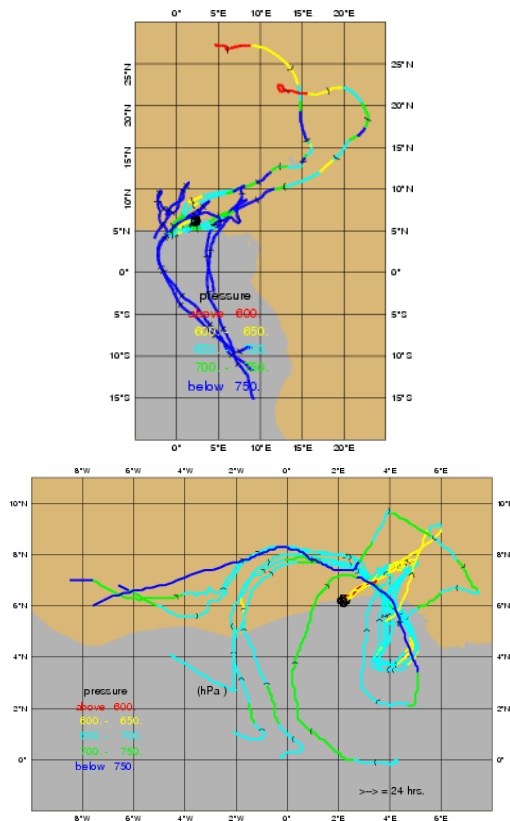 0° 5°E 10°E 15°E 20°E
25°N 25°N
20°N 20°N
15°N 15°N
10°N 10°N
5°N 5°N
0° 0°
5°S 5°S
10°S 10°S
15°S 15°S
0° 5°E 10°E 15°E 20°E
pressure
above 600.
600. - 650.
650. - 700.
700. - 750.
below 750.
8°W 6°W 4°W 2°W 0°E 2°E 4°E 6°E
10°N 10°N
8°N 8°N
6°N 6°N
4°N 4°N
2°N 2°N
0° 0°
8°W 6°W 4°W 2°W 0°E 2°E 4°E 6°E
pressure (hPa )
above 600.
600. - 650.
650. - 700.
700. - 750.
below 750.
>--> = 24 hrs.